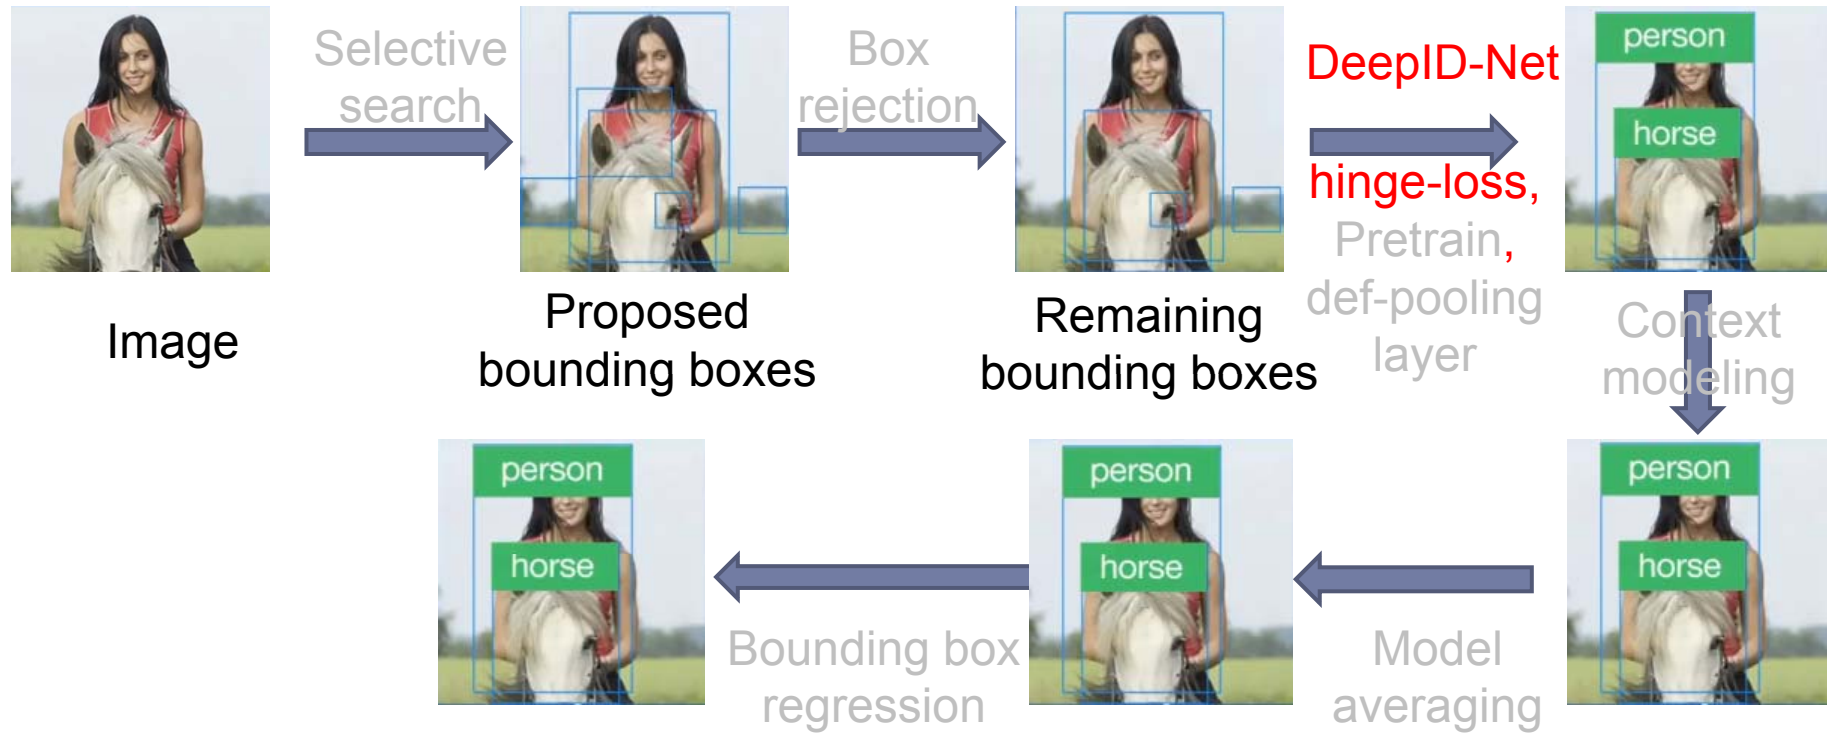 Selective
search
Box
rejection
DeepID-Net
hinge-loss,
Pretrain,
def-pooling
layer
person
horse
Image
Proposed
bounding boxes
Remaining
bounding boxes
Context
modeling
person
horse
Model
averaging
person
horse
Bounding box
regression
person
horse